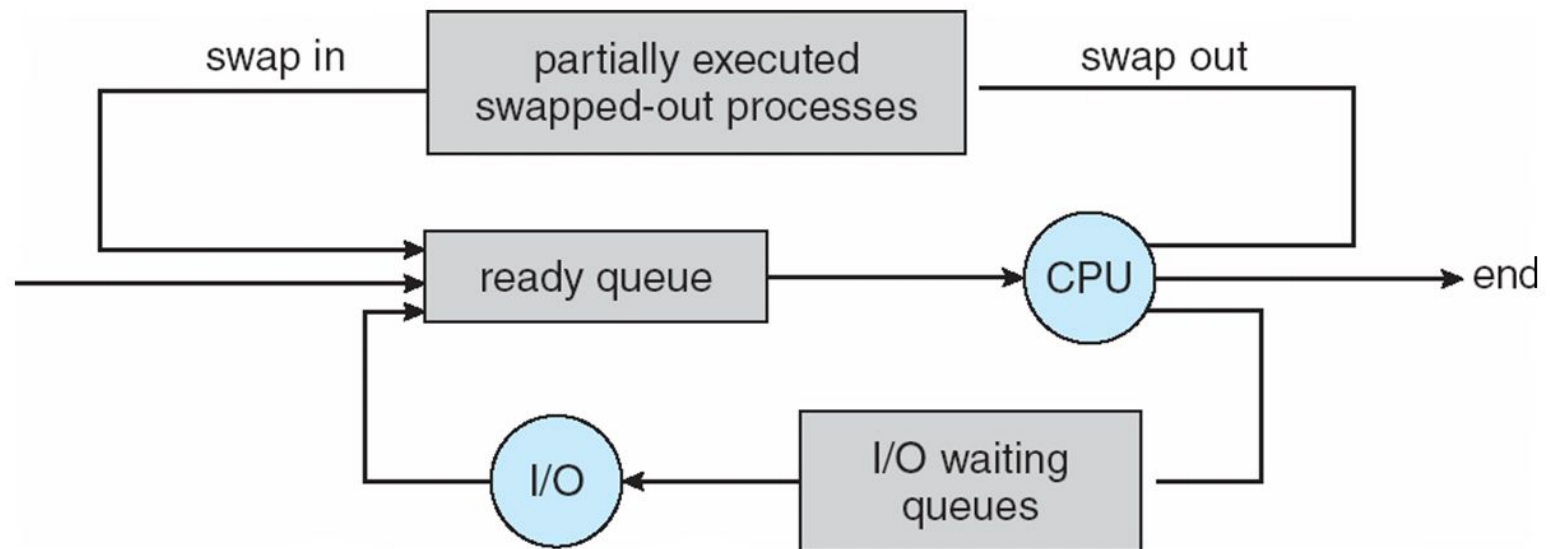 swap in
partially executed
swapped-out processes
swap out
ready queue
CPU
end
I/O
I/O waiting
queues